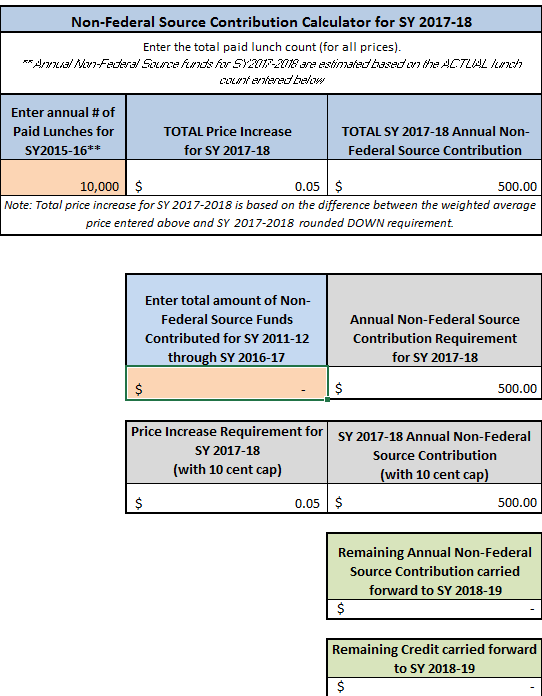 Non-Federal Source Contribution Calculator for SY 2017-18
Enter the total paid lunch count (for all prices).
** Annual Non-Federal Source funds for SY2017-2018 are estimated based on the ACTUAL lunch
count entered below
Enter annual # of
Paid Lunches for
SY2015-16**
TOTAL Price Increase
for SY 2017-18
TOTAL SY 2017-18 Annual Non-
Federal Source Contribution
10,000 $ 0.05 $ 500.00
Note: Total price increase for SY 2017-2018 is based on the difference between the weighted average
price entered above and SY 2017-2018 rounded DOWN requirement.
Enter total amount of Non-
Federal Source Funds
Contributed for SY 2011-12
through SY 2016-17
Annual Non-Federal Source
Contribution Requirement
for SY 2017-18
$ - $ 500.00
Price Increase Requirement for
SY 2017-18
(with 10 cent cap)
SY 2017-18 Annual Non-Federal
Source Contribution
(with 10 cent cap)
$ 0.05 $ 500.00
Remaining Annual Non-Federal
Source Contribution carried
forward to SY 2018-19
$ -
Remaining Credit carried forward
to SY 2018-19
$ -